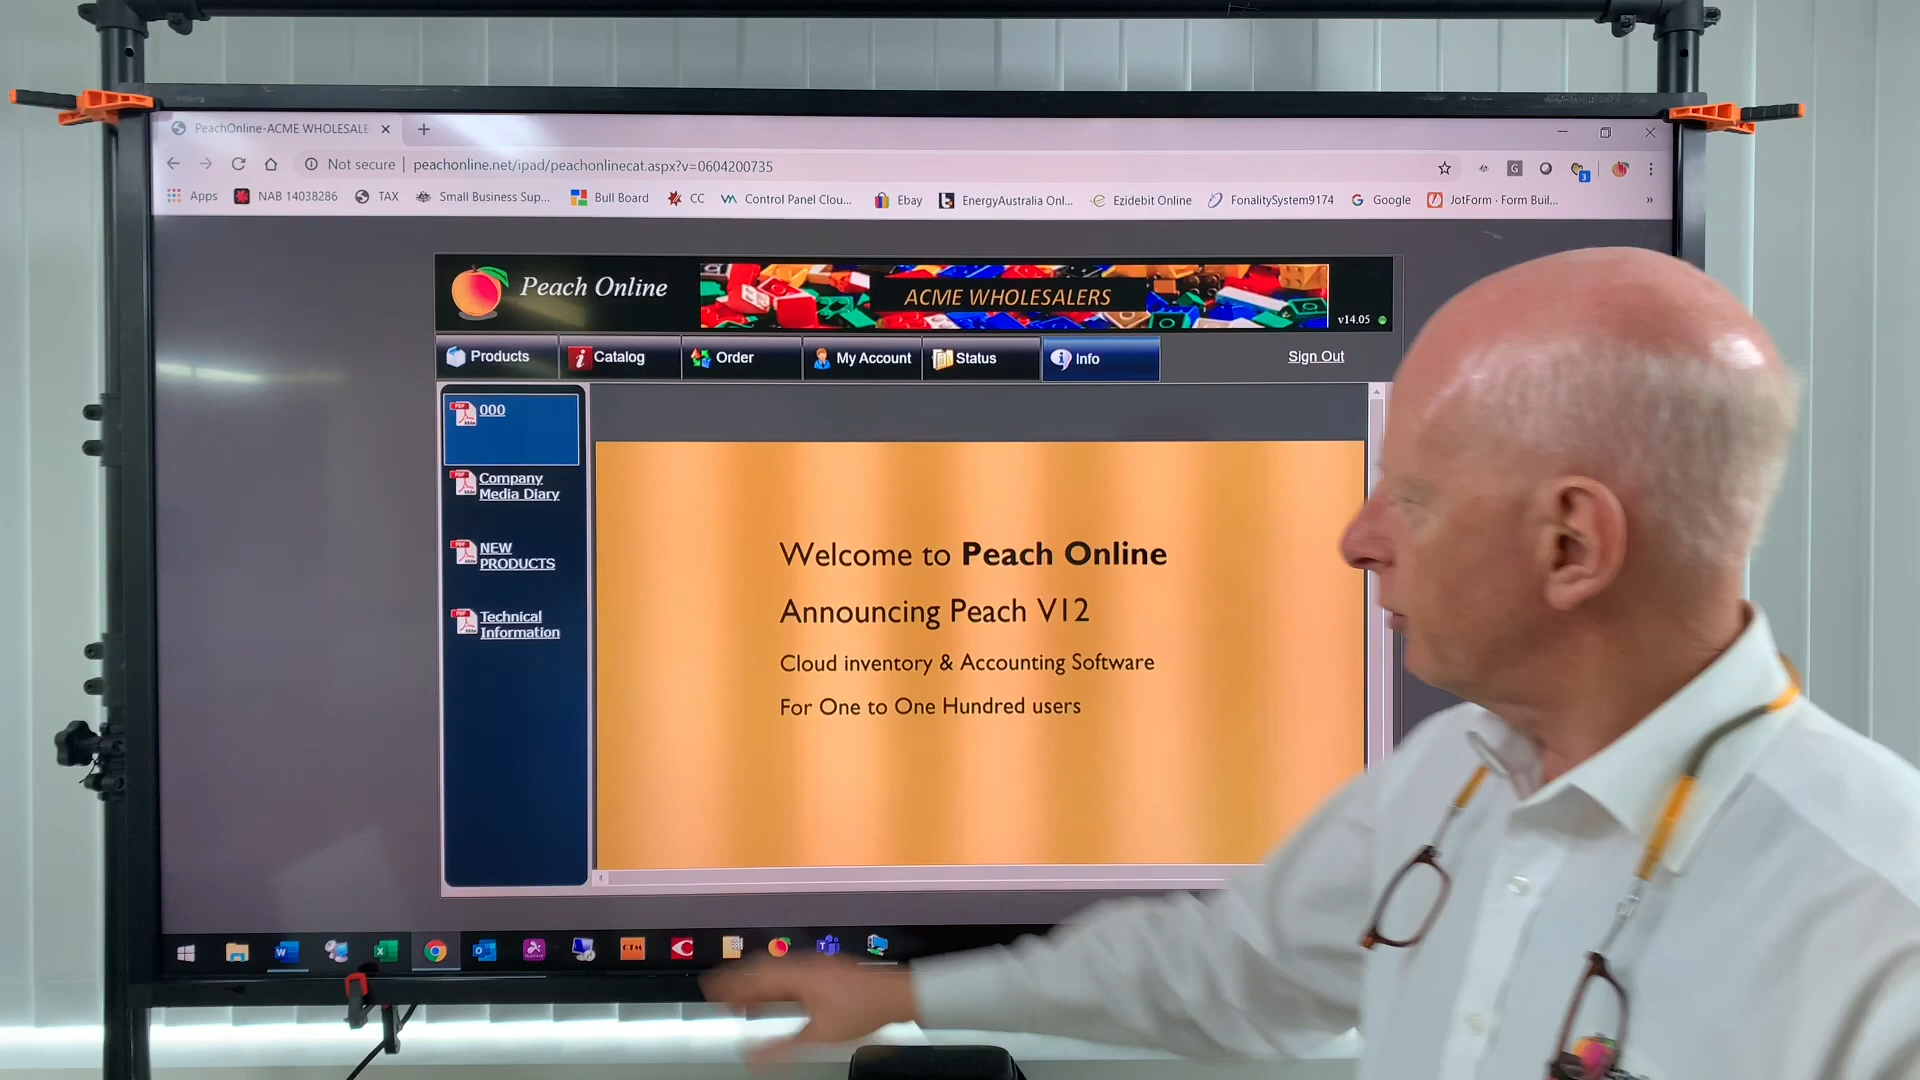 PeachOnline-ACME WHOLESALE
Not secure | peachonline.net/ipad/peachonlinecat.aspx?v=0604200735
G
3
Apps
NAB 14038286
TAX
Small Business Sup...
Bull Board
CC
Control Panel Clou...
Ebay
EnergyAustralia Onl...
Ezidebit Online
FonalitySystem9174
Google
JotForm · Form Buil...
»
Peach Online
ACME WHOLESALERS
v14.05
Products
Catalog
Order
My Account
Status
Info
Sign Out
000
Company
Media Diary
NEW
PRODUCTS
Technical
Information
Welcome to Peach Online
Announcing Peach V12
Cloud inventory & Accounting Software
For One to One Hundred users
CTM